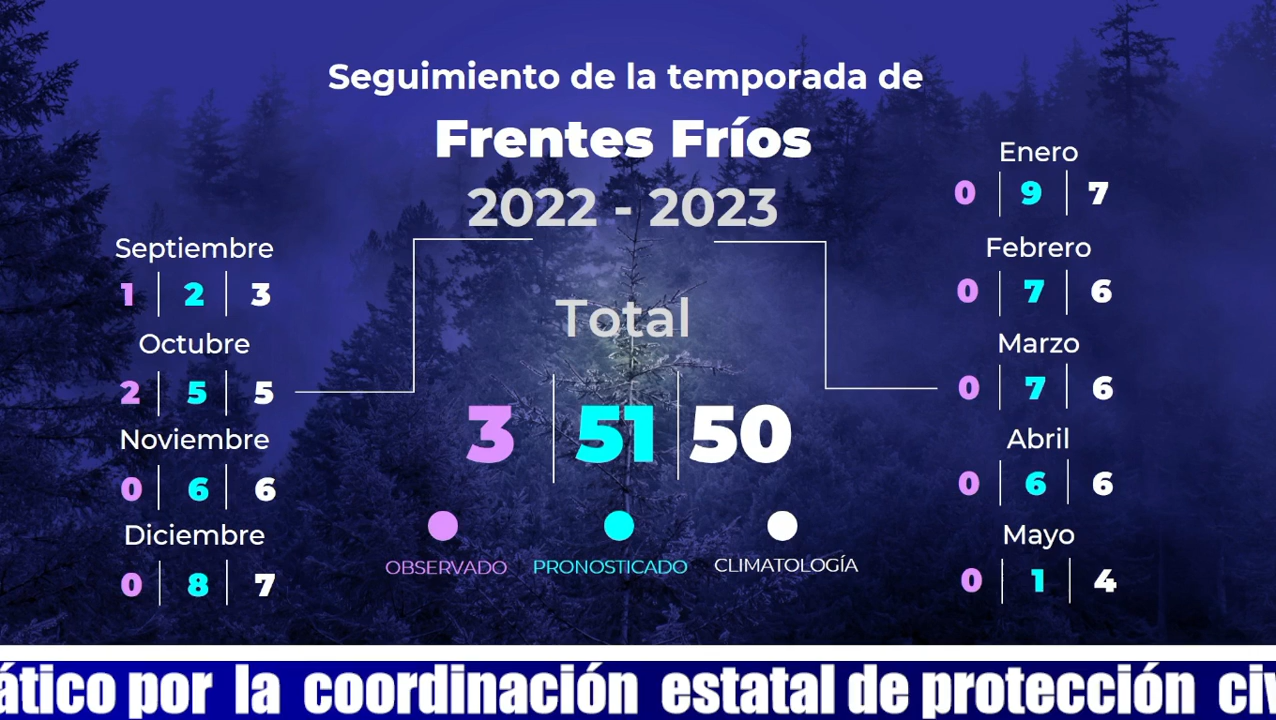 Seguimiento de la temporada de
Frentes Fríos
2022 - 2023
Septiembre
1 2 3
Octubre
2 5 5
Noviembre
0 6 6
Diciembre
0 8 7
Total
3 51 50
OBSERVADO PRONOSTICADO CLIMATOLOGÍA
Enero
0 9 7
Febrero
0 7 6
Marzo
0 7 6
Abril
0 6 6
Mayo
0 1 4
ático por la coordinación estatal de protección civ